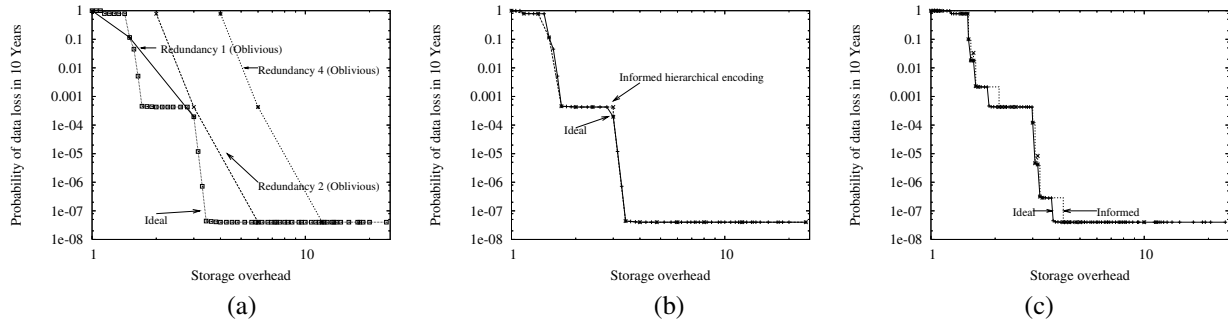 Probability of data loss in 10 Years
1
0.1
0.01
0.001
1e-04
1e-05
1e-06
1e-07
1e-08
Redundancy 1 (Oblivious)
Redundancy 4 (Oblivious)
Redundancy 2 (Oblivious)
Ideal
1
10
Storage overhead
(a)
Probability of data loss in 10 Years
1
0.1
0.01
0.001
1e-04
1e-05
1e-06
1e-07
1e-08
Informed hierarchical encoding
Ideal
1
10
Storage overhead
(b)
Probability of data loss in 10 Years
1
0.1
0.01
0.001
1e-04
1e-05
1e-06
1e-07
1e-08
Ideal
Informed
1
10
Storage overhead
(c)